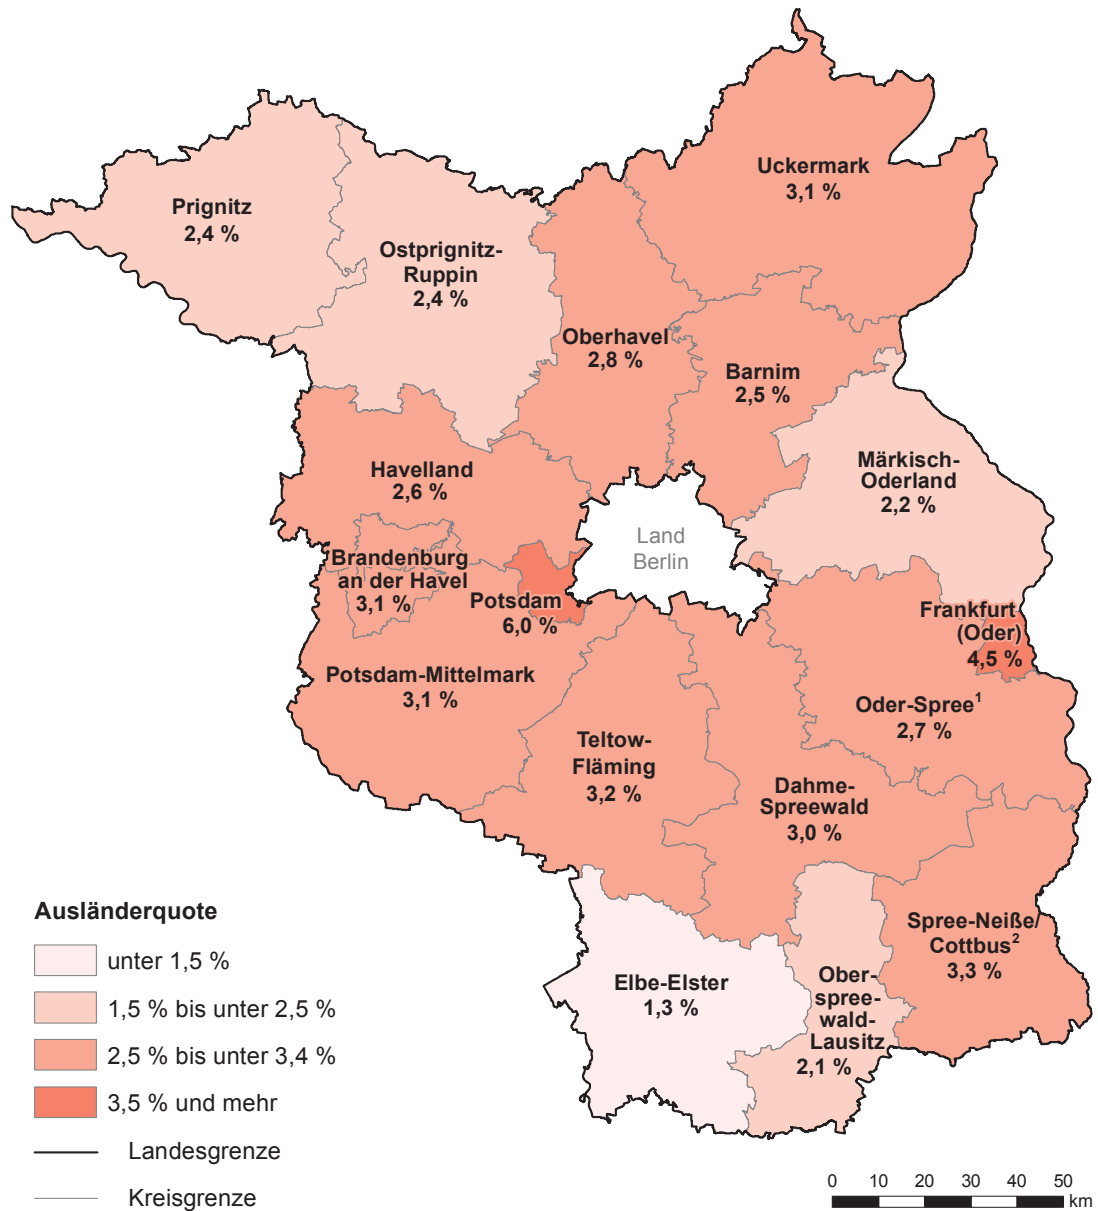 Uckermark
3,1 %
Prignitz
2,4 %
Ostprignitz-
Ruppin
2,4 %
Oberhavel
2,8 %
Barnim
2,5 %
Märkisch-
Oderland
2,2 %
Havelland
2,6 %
Land
Berlin
Brandenburg
an der Havel
3,1 %
Potsdam
6,0 %
Frankfurt
(Oder)
4,5 %
Potsdam-Mittelmark
3,1 %
Oder-Spree¹
2,7 %
Teltow-
Fläming
3,2 %
Dahme-
Spreewald
3,0 %
Spree-Neiße/
Cottbus²
3,3 %
Elbe-Elster
1,3 %
Ober-
spree-
wald-
Lausitz
2,1 %
Ausländerquote
unter 1,5 %
1,5 % bis unter 2,5 %
2,5 % bis unter 3,4 %
3,5 % und mehr
Landesgrenze
Kreisgrenze
0 10 20 30 40 50
km